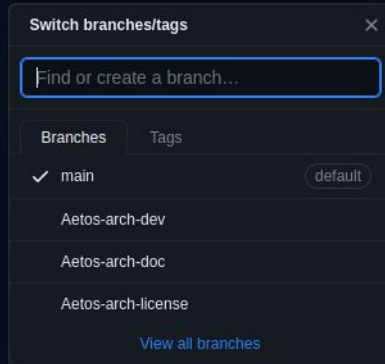 Switch branches/tags
Find or create a branch...
Branches Tags
main default
Aetos-arch-dev
Aetos-arch-doc
Aetos-arch-license
View all branches